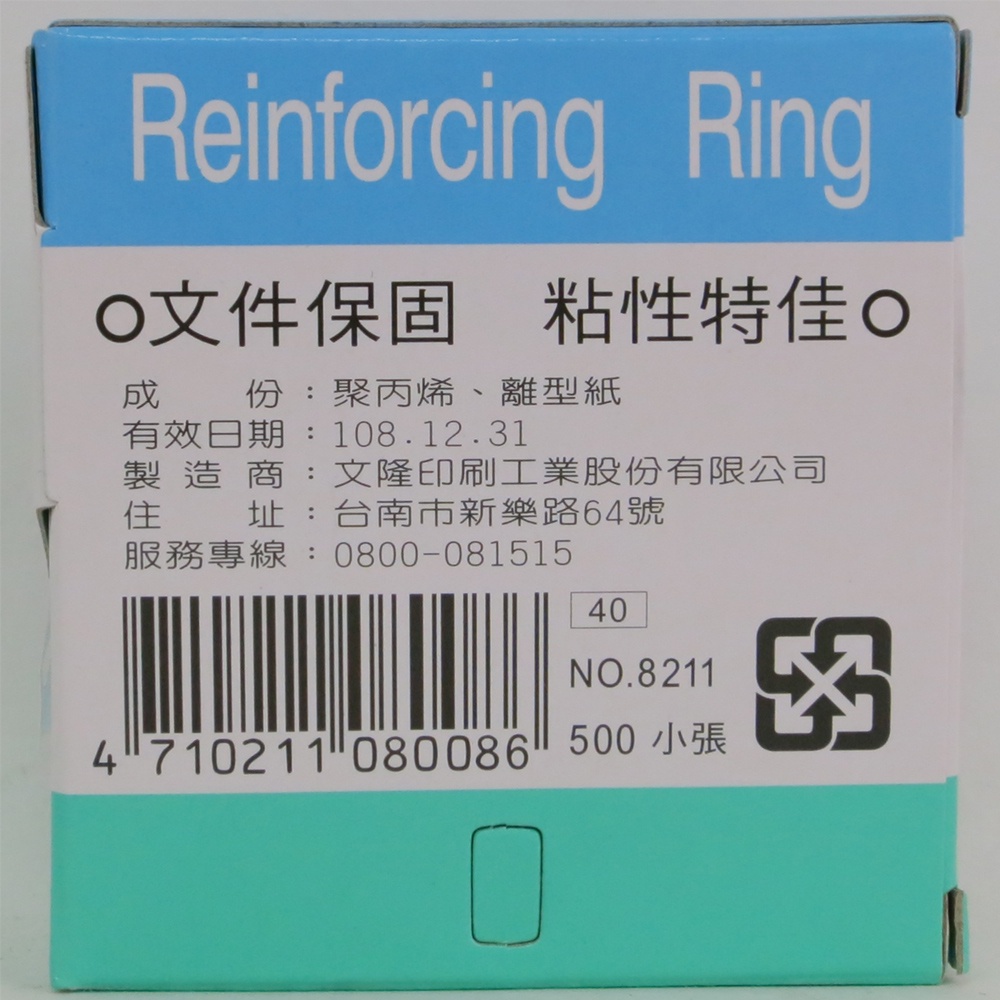 Reinforcing Ring
文件保固 粘性特佳
成份：聚丙烯、離型紙
有效日期：108.12.31
製造商：文隆印刷工業股份有限公司
住址：台南市新樂路64號
服務專線：0800-081515
40
NO.8211
500 小張
4 710211 080086